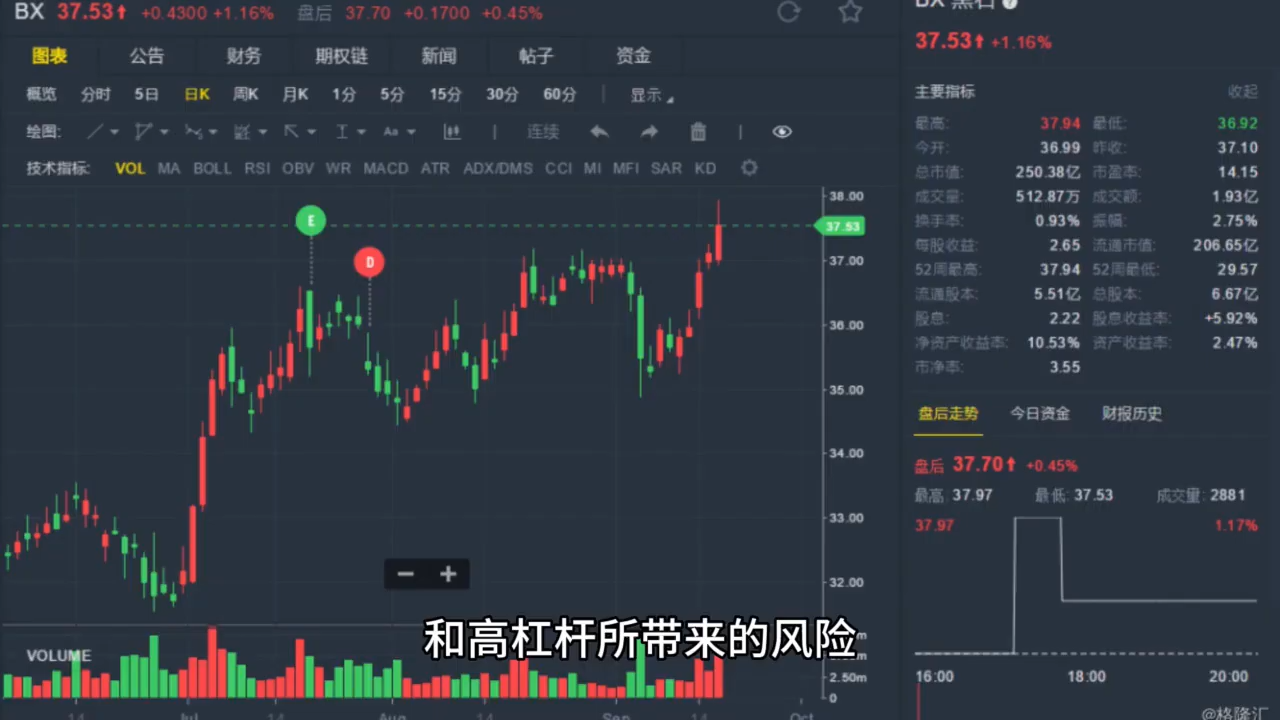 BX 37.53↑ +0.4300 +1.16% 盘后 37.70 +0.1700 +0.45%
图表 公告 财务 期权链 新闻 帖子 资金
概览 分时 5日 日K 周K 月K 1分 5分 15分 30分 60分 显示
绘图: Aa 连续
技术指标: VOL MA BOLL RSI OBV WR MACD ATR ADX/DMS CCI MI MFI SAR KD
38.00
E
37.53
D
37.00
36.00
35.00
34.00
33.00
32.00
和高杠杆所带来的风险
VOLUME
2.50m
0
14 Jul 14 Aug 14 Sep 14 Oct
BX 黑石
37.53↑ +1.16%
主要指标 收起
最高: 37.94 最低: 36.92
今开: 36.99 昨收: 37.10
总市值: 250.38亿 市盈率: 14.15
成交量: 512.87万 成交额: 1.93亿
换手率: 0.93% 振幅: 2.75%
每股收益: 2.65 流通市值: 206.65亿
52周最高: 37.94 52周最低: 29.57
流通股本: 5.51亿 总股本: 6.67亿
股息: 2.22 股息收益率: +5.92%
净资产收益率: 10.53% 资产收益率: 2.47%
市净率: 3.55
盘后走势 今日资金 财报历史
盘后 37.70↑ +0.45%
最高: 37.97 最低: 37.53 成交量: 2881
37.97 1.17%
16:00 18:00 20:00
@格隆汇